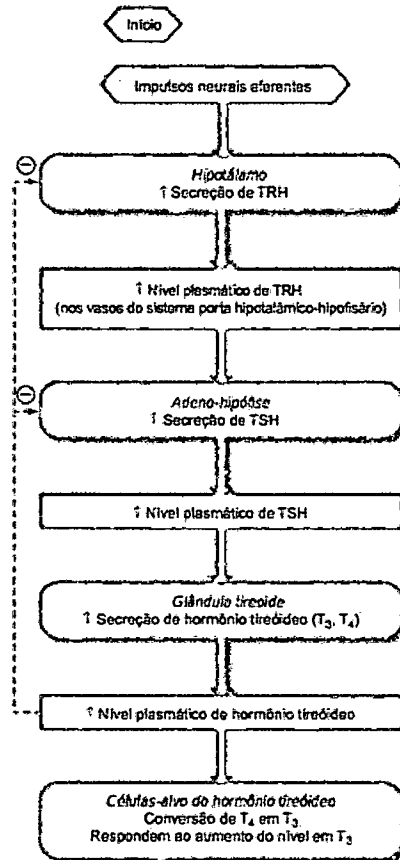 Início
Impulsos neurais aferentes
⊖
Hipotálamo
↑ Secreção de TRH
↑ Nível plasmático de TRH
(nos vasos do sistema porta hipotalâmico-hipofisário)
⊖
Adeno-hipófise
↑ Secreção de TSH
↑ Nível plasmático de TSH
Glândula tireoide
↑ Secreção de hormônio tireóideo (T₃, T₄)
↑ Nível plasmático de hormônio tireóideo
Células-alvo do hormônio tireóideo
Conversão de T₄ em T₃.
Respondem ao aumento do nível em T₃